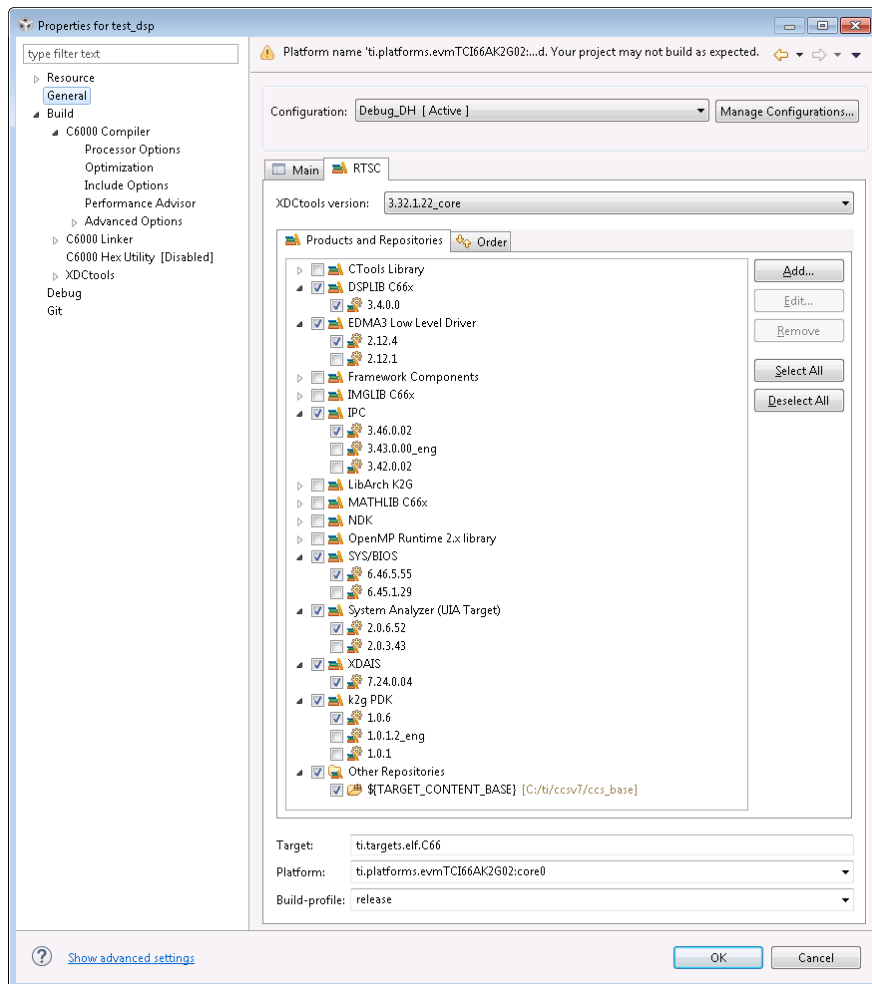 Properties for test_dsp
type filter text
Platform name 'ti.platforms.evmTCI66AK2G02:...d. Your project may not build as expected.
Resource
General
Build
C6000 Compiler
Processor Options
Optimization
Include Options
Performance Advisor
Advanced Options
C6000 Linker
C6000 Hex Utility [Disabled]
XDCtools
Debug
Git
Configuration: Debug_DH [ Active ]
Manage Configurations...
Main
RTSC
XDCtools version: 3.32.1.22_core
Products and Repositories
Order
CTools Library
DSPLIB C66x
3.4.0.0
EDMA3 Low Level Driver
2.12.4
2.12.1
Framework Components
IMGLIB C66x
IPC
3.46.0.02
3.43.0.00_eng
3.42.0.02
LibArch K2G
MATHLIB C66x
NDK
OpenMP Runtime 2.x library
SYS/BIOS
6.46.5.55
6.45.1.29
System Analyzer (UIA Target)
2.0.6.52
2.0.3.43
XDAIS
7.24.0.04
k2g PDK
1.0.6
1.0.1.2_eng
1.0.1
Other Repositories
${TARGET_CONTENT_BASE} [C:/ti/ccsv7/ccs_base]
Add...
Edit...
Remove
Select All
Deselect All
Target: ti.targets.elf.C66
Platform: ti.platforms.evmTCI66AK2G02:core0
Build-profile: release
?
Show advanced settings
OK
Cancel